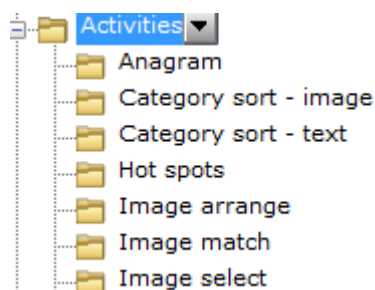 Activities
Anagram
Category sort - image
Category sort - text
Hot spots
Image arrange
Image match
Image select